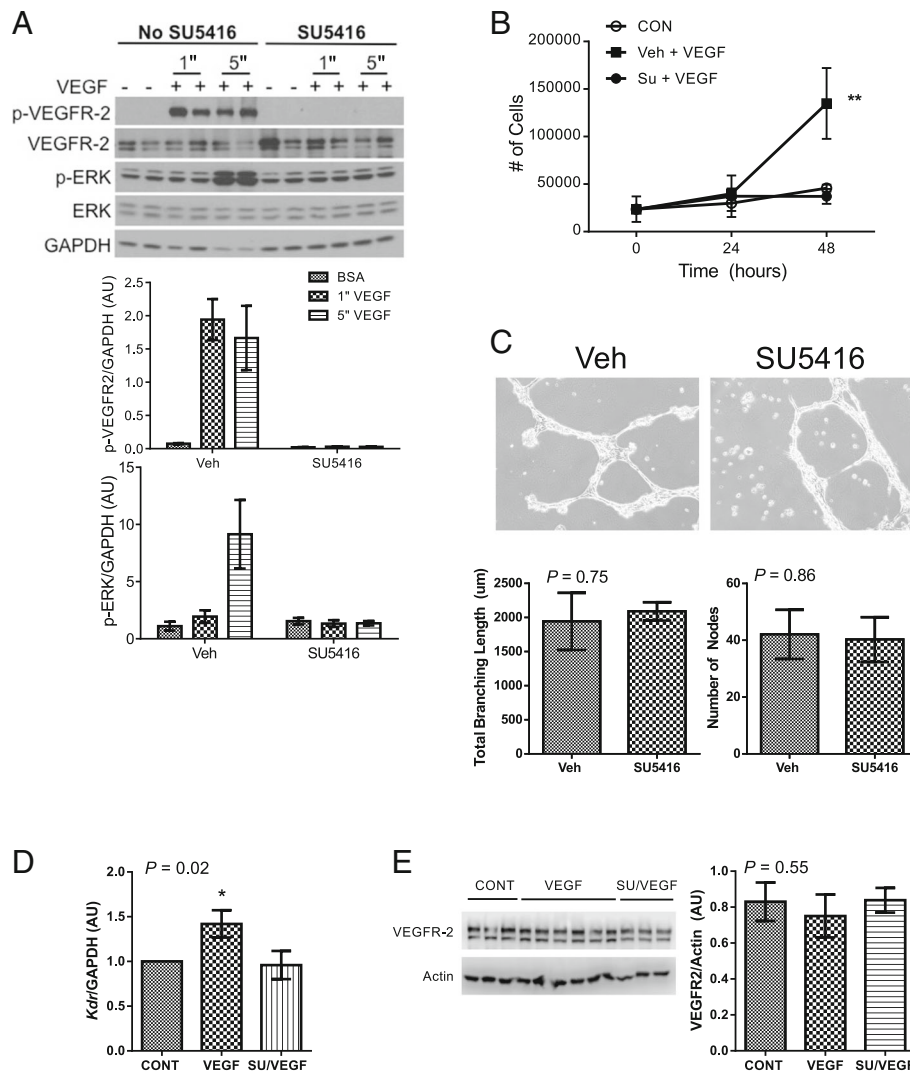 A
No SU5416 SU5416
1" 5" 1" 5"
VEGF - - + + + + - - + + + +
p-VEGFR-2
VEGFR-2
p-ERK
ERK
GAPDH
BSA
1" VEGF
5" VEGF
p-VEGFR2/GAPDH (AU)
2.5
2.0
1.5
1.0
0.5
0.0
Veh SU5416
p-ERK/GAPDH (AU)
15
10
5
0
Veh SU5416
B
CON
Veh + VEGF
Su + VEGF
# of Cells
200000
150000
100000
50000
0
**
0 24 48
Time (hours)
C
Veh SU5416
Total Branching Length (um)
2500
2000
1500
1000
500
0
P = 0.75
Veh SU5416
Number of Nodes
60
40
20
0
P = 0.86
Veh SU5416
D
Kdr/GAPDH (AU)
2.0
1.5
1.0
0.5
0.0
P = 0.02
*
CONT VEGF SU/VEGF
E
CONT VEGF SU/VEGF
VEGFR-2
Actin
VEGFR2/Actin (AU)
1.0
0.8
0.6
0.4
0.2
0.0
P = 0.55
CONT VEGF SU/VEGF